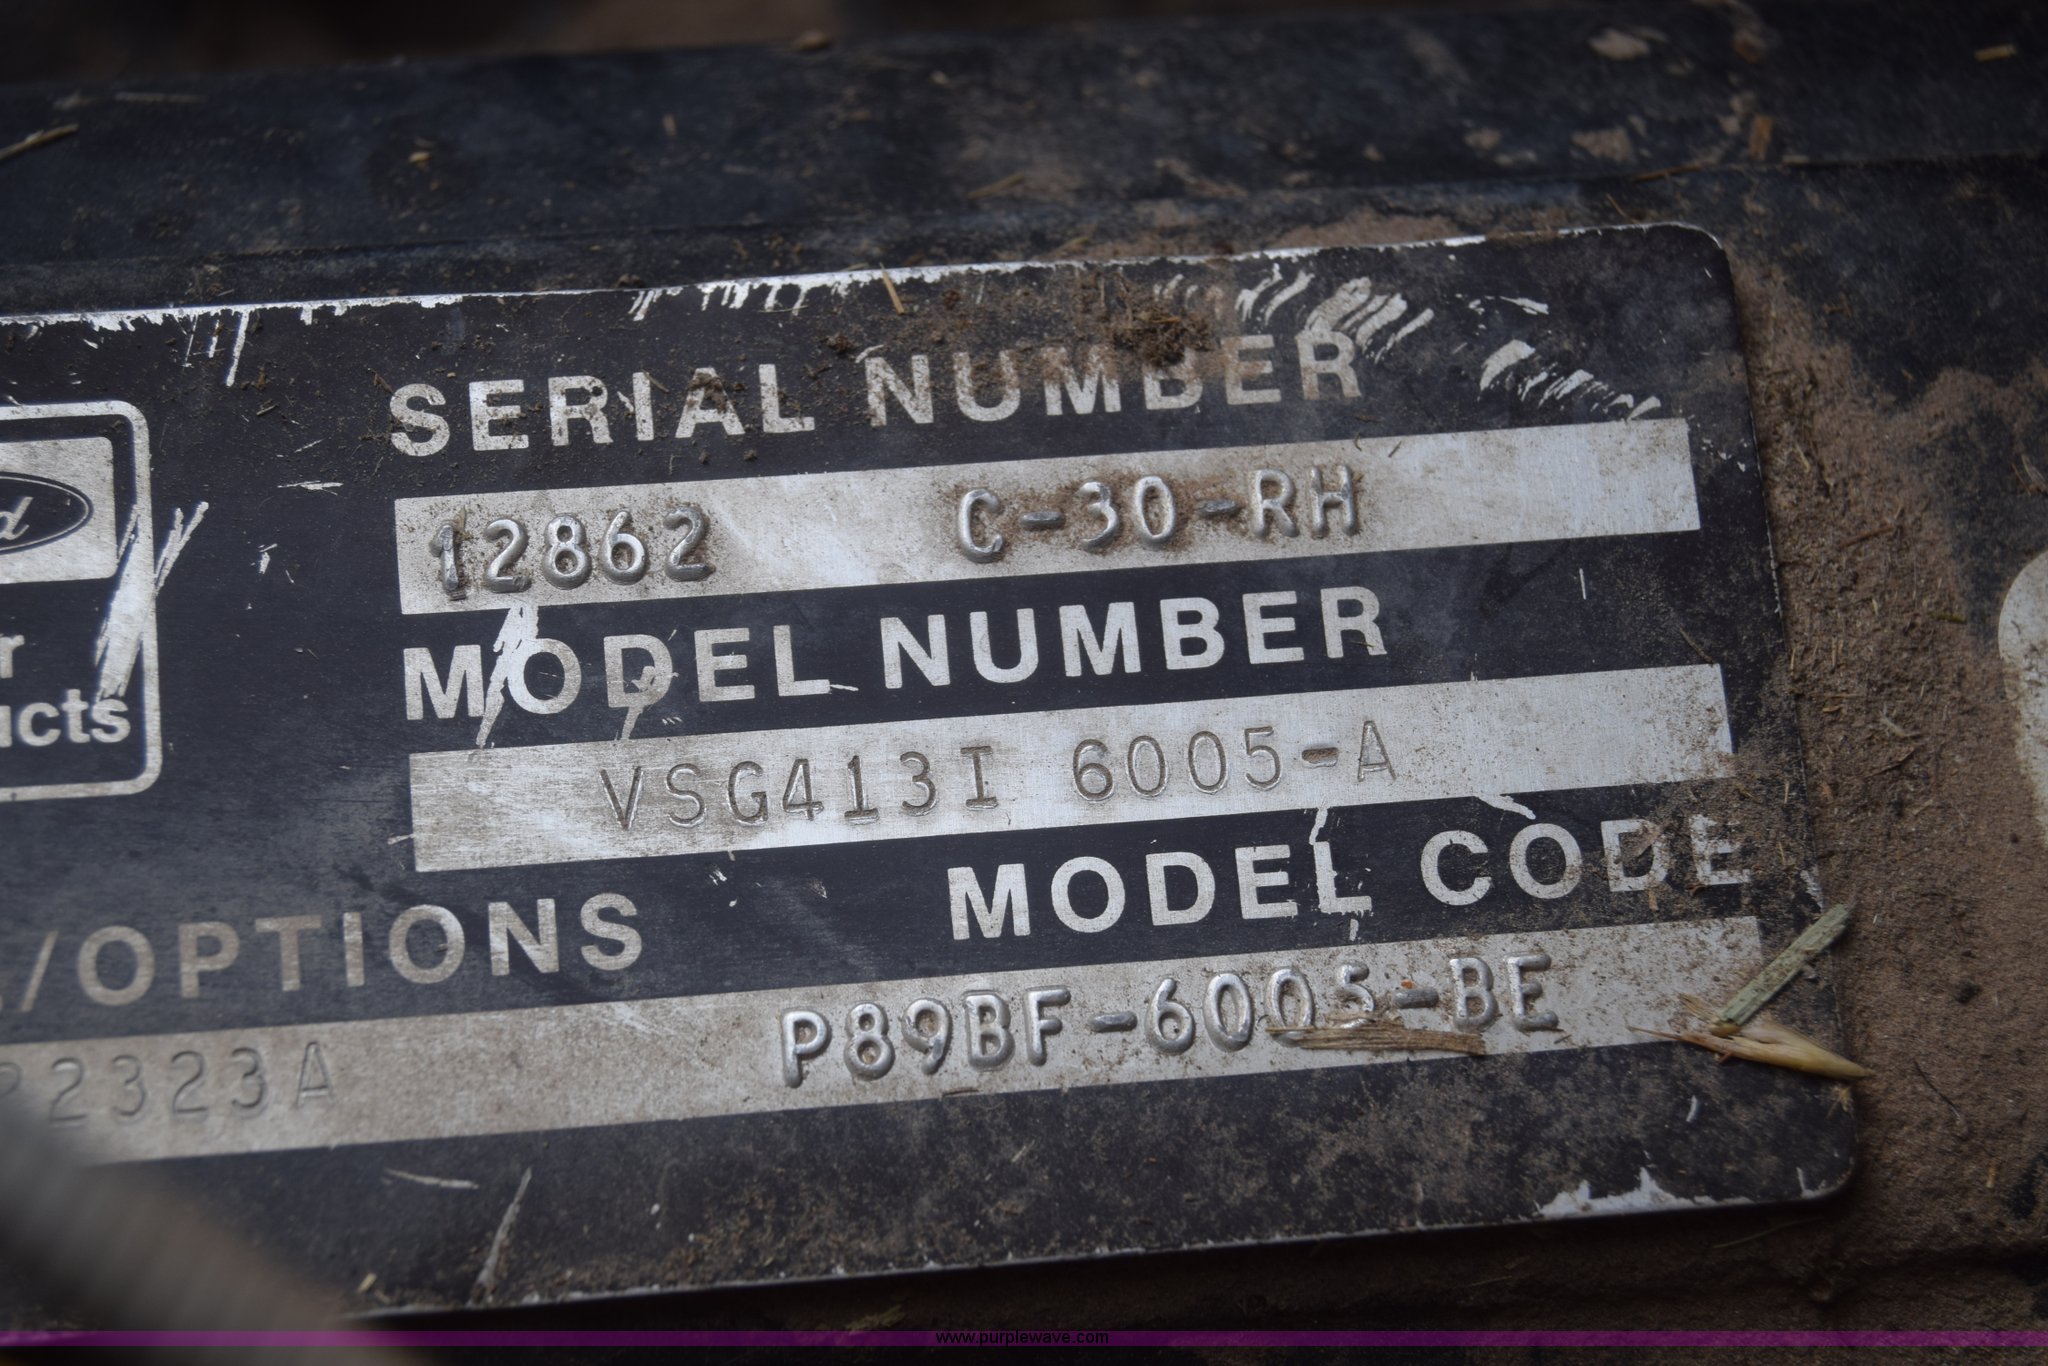 SERIAL NUMBER
12862 C-30-RH
MODEL NUMBER
VSG413I 6005-A
/OPTIONS
MODEL CODE
2323A
P89BF-6005-BE
www.purplewave.com